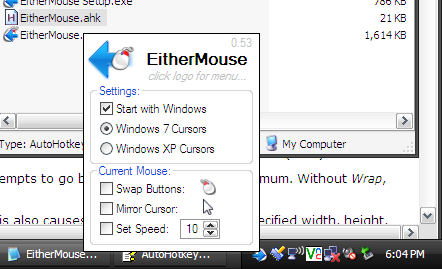 EitherMouse Setup.exe 786 KB
EitherMouse.ahk 21 KB
EitherMouse. 1,614 KB
0.53
EitherMouse
click logo for menu...
Settings:
Start with Windows
Windows 7 Cursors
Windows XP Cursors
Type: AutoHotkey My Computer
Current Mouse:
Swap Buttons:
Mirror Cursor:
Set Speed: 10
empts to go b mum. Without Wrap,
is also causes ecified width, height,
EitherMouse... AutoHotkey... 6:04 PM